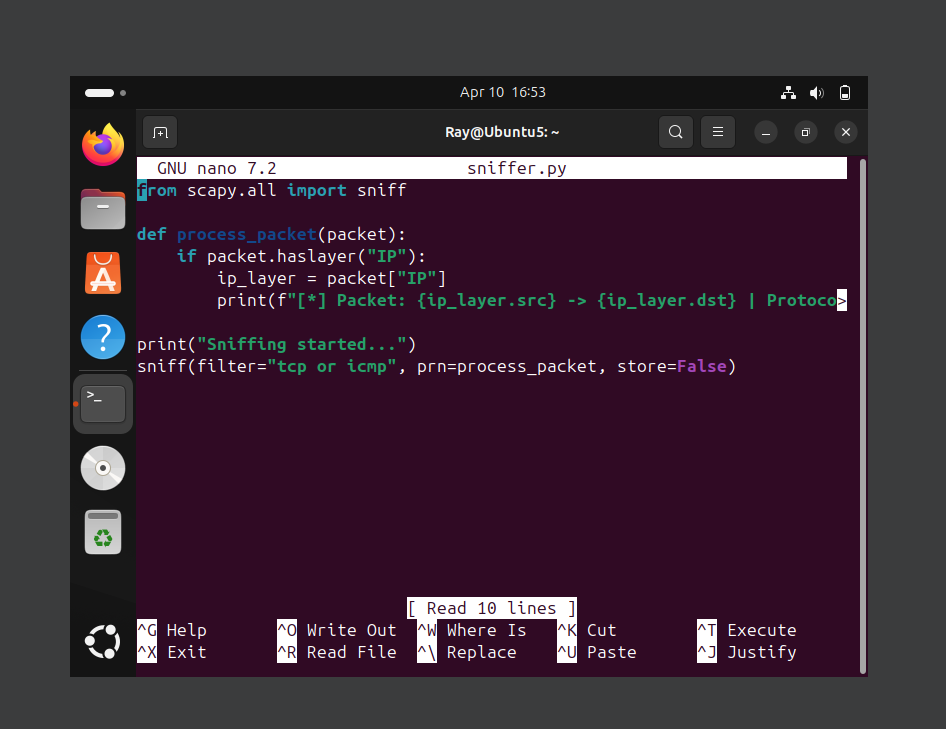 Apr 10 16:53
Ray@Ubuntu5: ~
GNU nano 7.2 sniffer.py
from scapy.all import sniff
def process_packet(packet):
    if packet.haslayer("IP"):
        ip_layer = packet["IP"]
        print(f"[*] Packet: {ip_layer.src} -> {ip_layer.dst} | Protoco>
print("Sniffing started...")
sniff(filter="tcp or icmp", prn=process_packet, store=False)
[ Read 10 lines ]
^G Help ^O Write Out ^W Where Is ^K Cut ^T Execute
^X Exit ^R Read File ^\ Replace ^U Paste ^J Justify